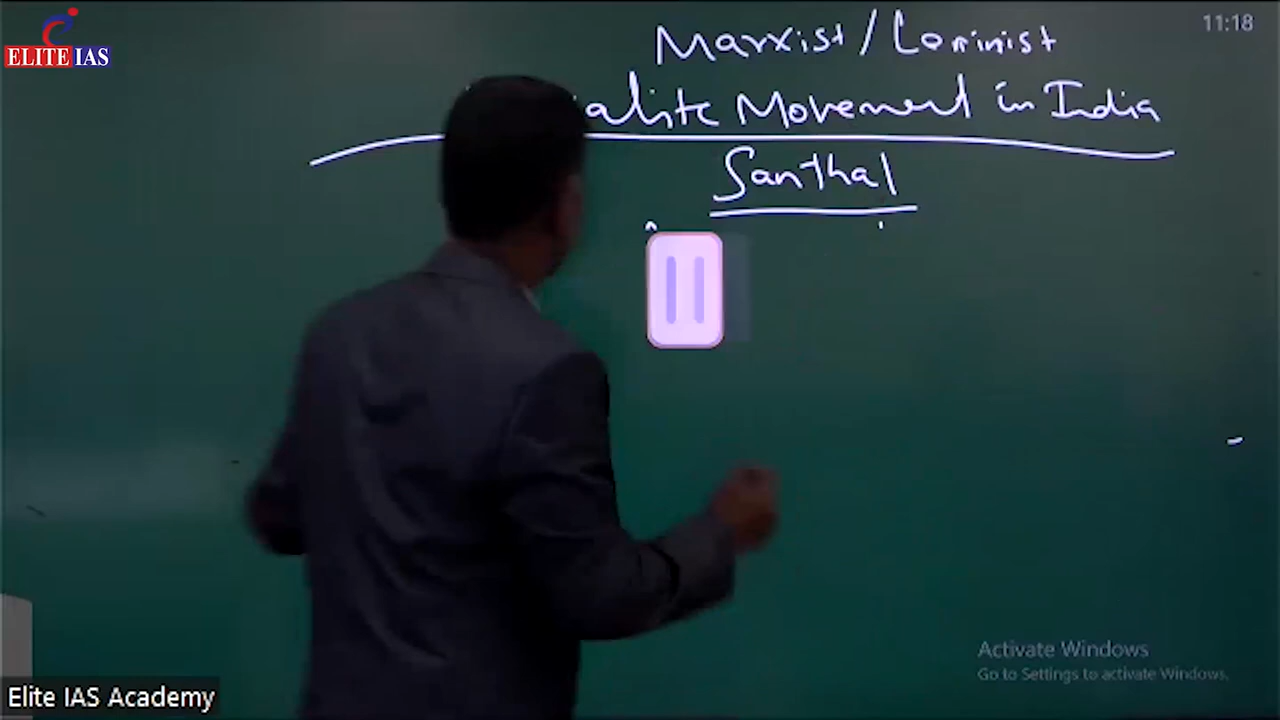 11:18
ELITE IAS
Marxist / Leninist
alite Movement in India
Santhal
Activate Windows
Go to Settings to activate Windows.
Elite IAS Academy